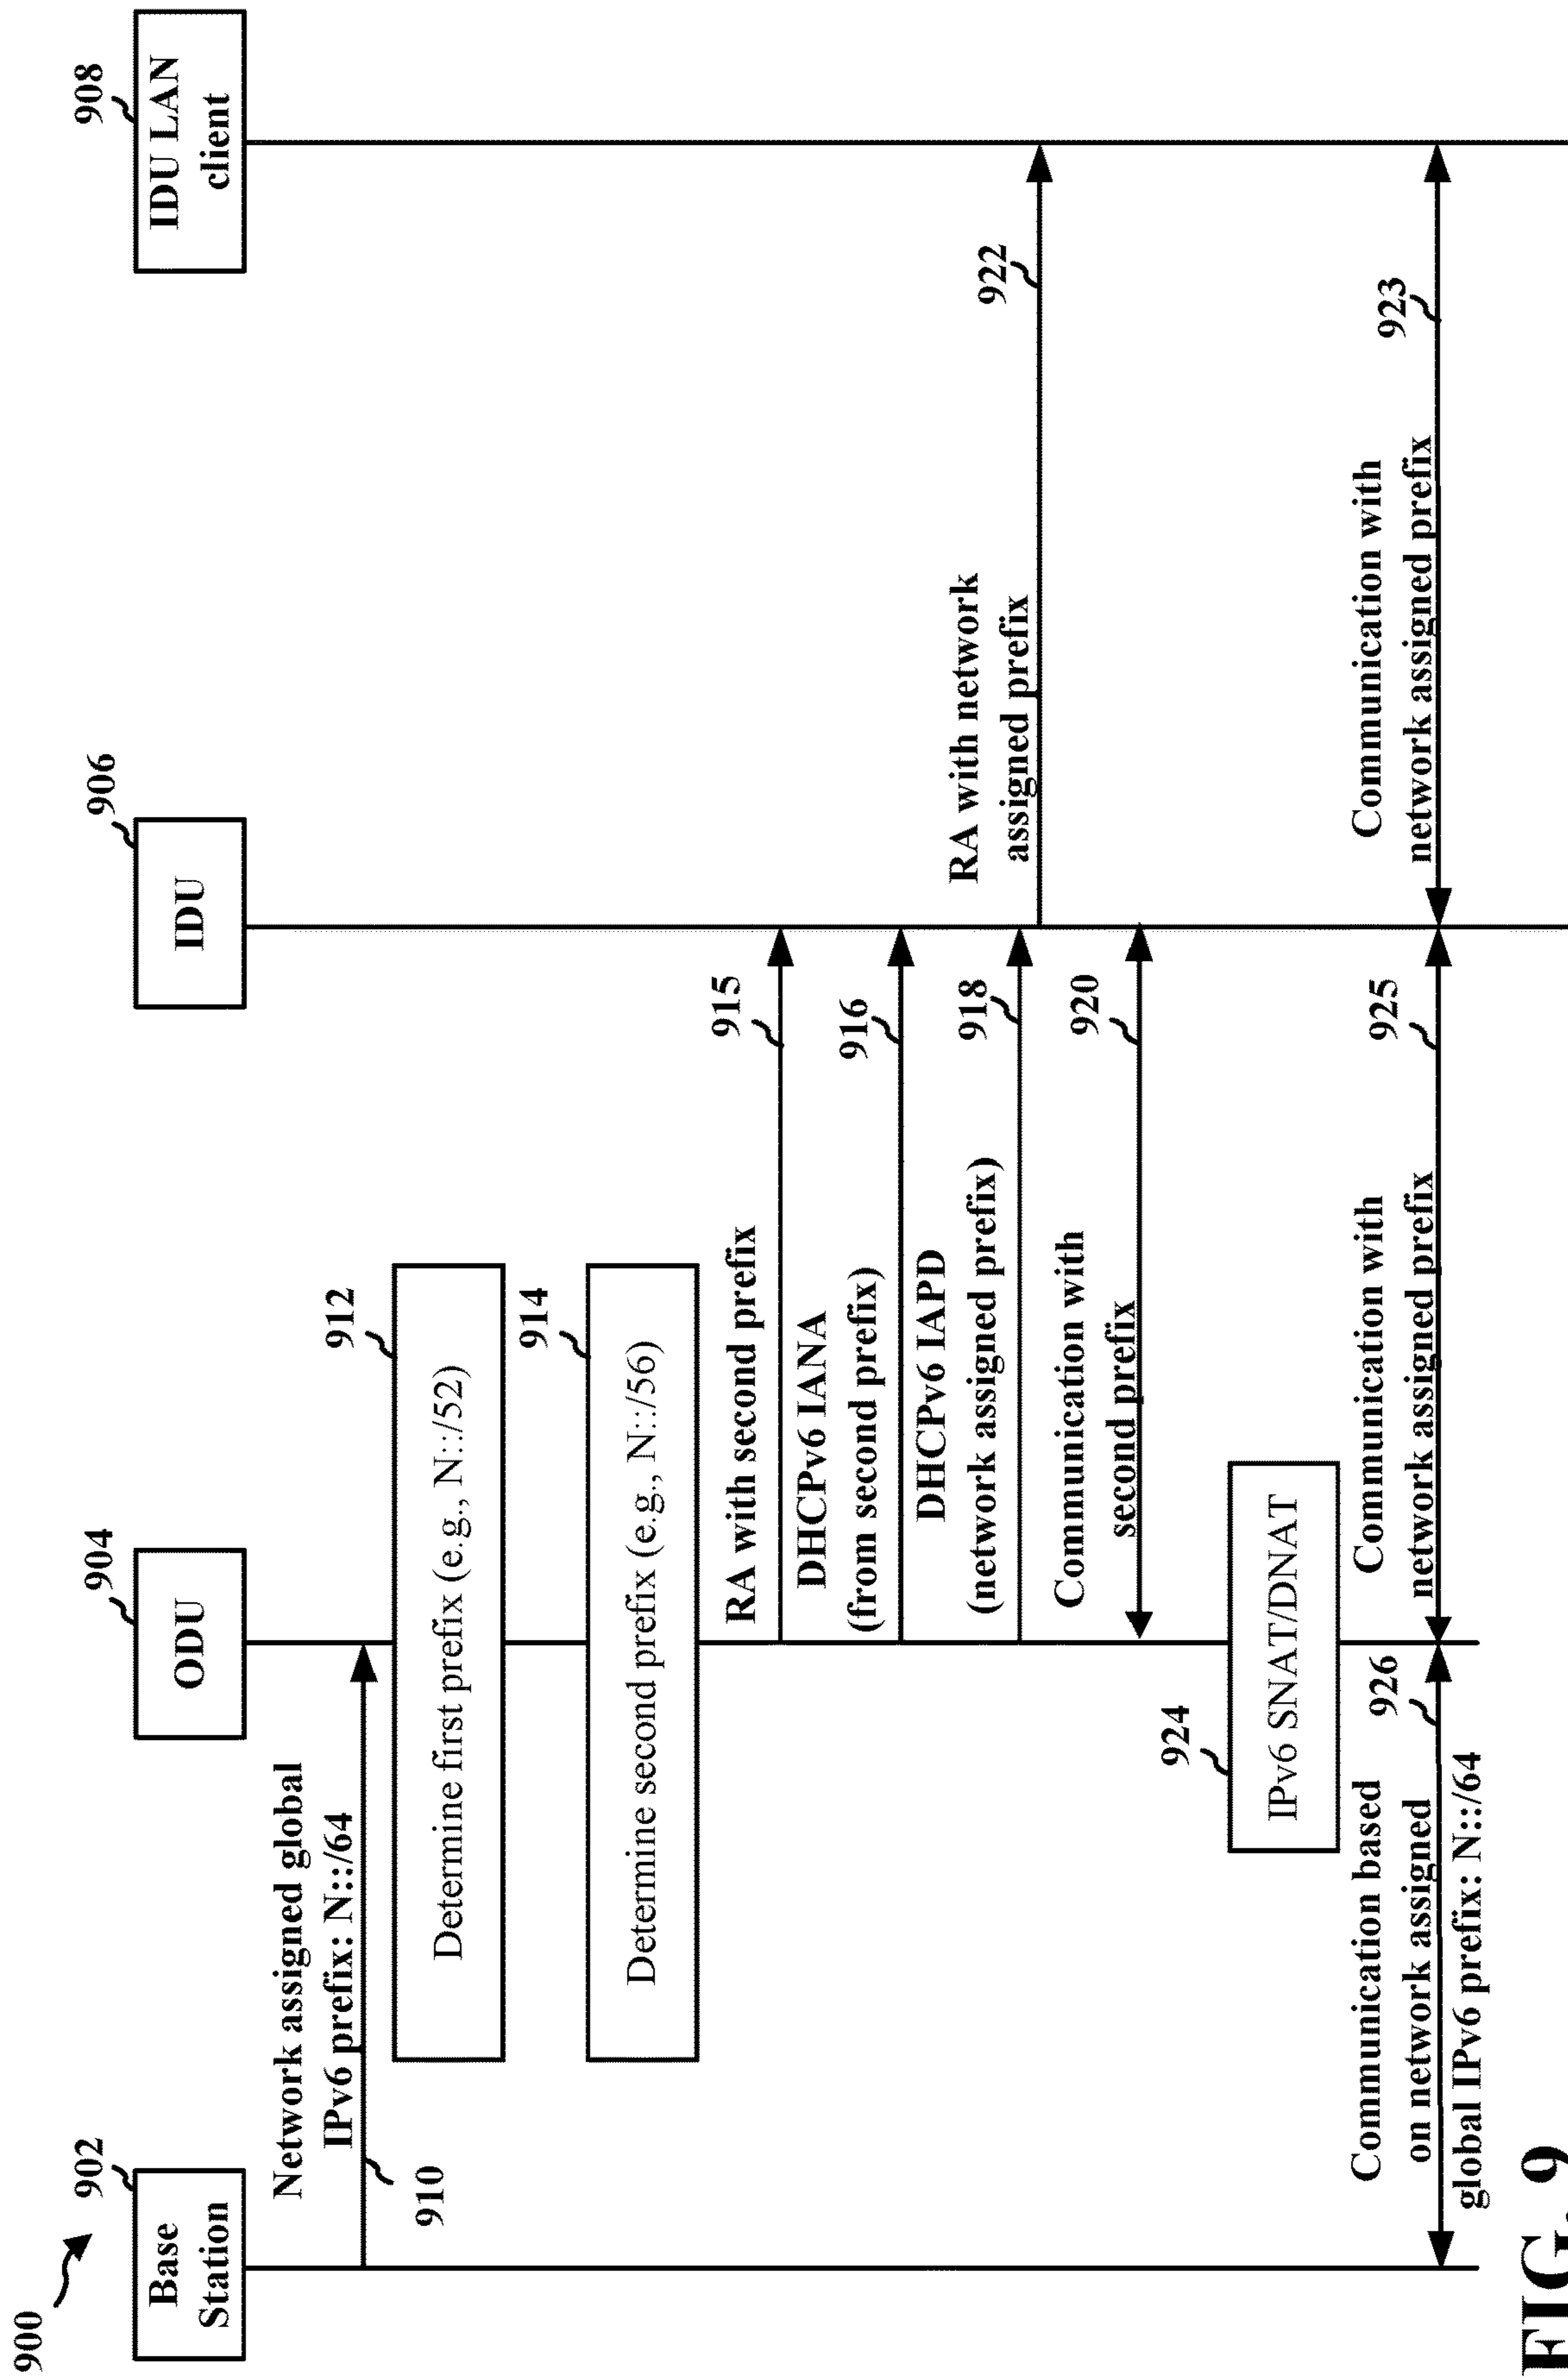 900
902
Base
Station
904
ODU
906
IDU
908
IDU LAN
client
Network assigned global
IPv6 prefix: N::/64
910
912
Determine first prefix (e.g., N::/52)
914
Determine second prefix (e.g., N::/56)
RA with second prefix
915
DHCPv6 IANA
(from second prefix)
916
DHCPv6 IAPD
(network assigned prefix)
918
RA with network
assigned prefix
922
Communication with
second prefix
920
924
IPv6 SNAT/DNAT
Communication based
on network assigned
global IPv6 prefix: N::/64
926
Communication with
network assigned prefix
925
Communication with
network assigned prefix
923
FIG. 9